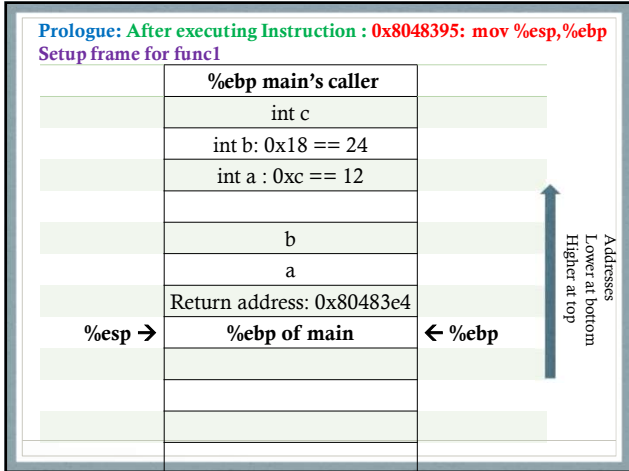 Prologue: After executing Instruction : 0x8048395: mov %esp,%ebp
Setup frame for func1
%ebp main's caller
int c
int b: 0x18 == 24
int a : 0xc == 12
b
a
Return address: 0x80483e4
%esp → %ebp of main ← %ebp
Addresses
Lower at bottom
Higher at top